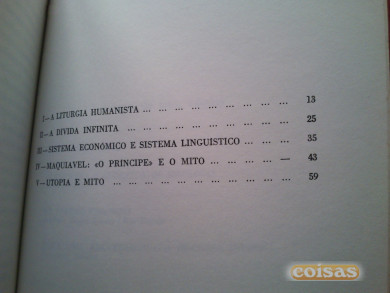 I—A LITURGIA HUMANISTA ... ... ... ... ... ... ... ... 13
II—A DIVIDA INFINITA ... ... ... ... ... ... ... ... ... 25
III—SISTEMA ECONÓMICO E SISTEMA LINGUÍSTICO ... ... ... 35
IV—MAQUIAVEL: «O PRINCIPE» E O MITO ... ... ... ... — 43
V—UTOPIA E MITO ... ... ... ... ... ... ... ... ... ... 59
coisas